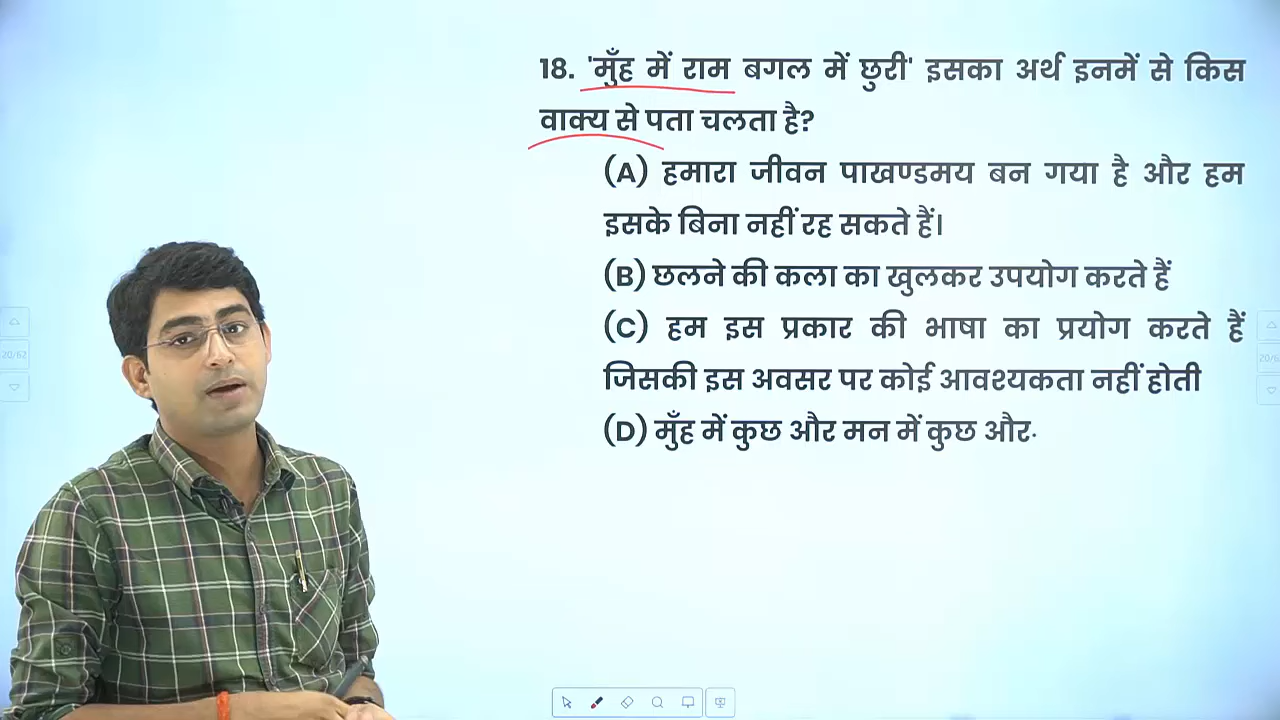 18. 'मुँह में राम बगल में छुरी' इसका अर्थ इनमें से किस
वाक्य से पता चलता है?
(A) हमारा जीवन पाखण्डमय बन गया है और हम
इसके बिना नहीं रह सकते हैं।
(B) छलने की कला का खुलकर उपयोग करते हैं
(C) हम इस प्रकार की भाषा का प्रयोग करते हैं
जिसकी इस अवसर पर कोई आवश्यकता नहीं होती
(D) मुँह में कुछ और मन में कुछ और
20/62